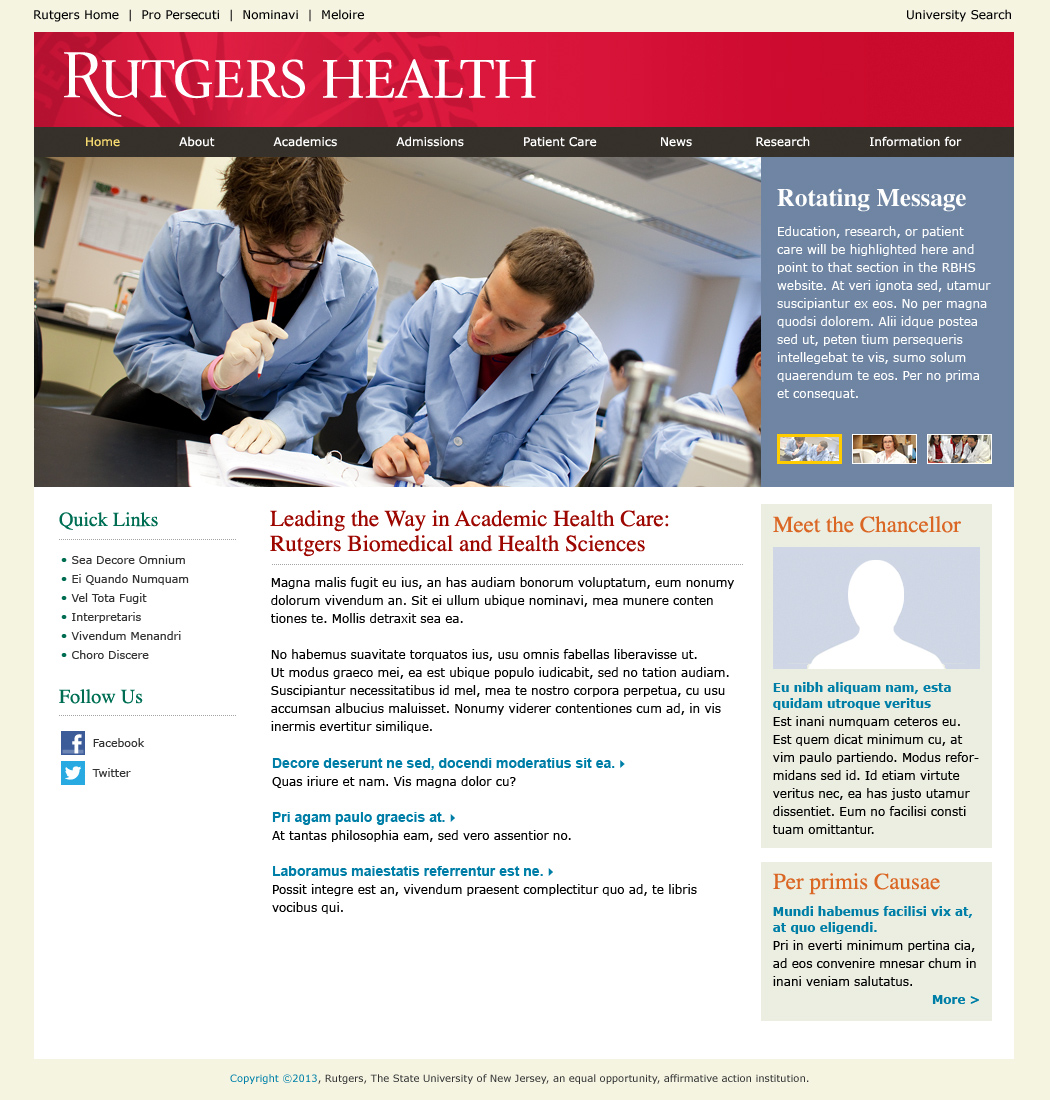 Rutgers Home | Pro Persecuti | Nominavi | Meloire
University Search
RUTGERS HEALTH
Home About Academics Admissions Patient Care News Research Information for
Rotating Message
Education, research, or patient
care will be highlighted here and
point to that section in the RBHS
website. At veri ignota sed, utamur
suscipiantur ex eos. No per magna
quodsi dolorem. Alii idque postea
sed ut, peten tium persequeris
intellegebat te vis, sumo solum
quaerendum te eos. Per no prima
et consequat.
Quick Links
• Sea Decore Omnium
• Ei Quando Numquam
• Vel Tota Fugit
• Interpretaris
• Vivendum Menandri
• Choro Discere
Follow Us
Facebook
Twitter
Leading the Way in Academic Health Care:
Rutgers Biomedical and Health Sciences
Magna malis fugit eu ius, an has audiam bonorum voluptatum, eum nonumy
dolorum vivendum an. Sit ei ullum ubique nominavi, mea munere conten
tiones te. Mollis detraxit sea ea.
No habemus suavitate torquatos ius, usu omnis fabellas liberavisse ut.
Ut modus graeco mei, ea est ubique populo iudicabit, sed no tation audiam.
Suscipiantur necessitatibus id mel, mea te nostro corpora perpetua, cu usu
accumsan albucius maluisset. Nonumy viderer contentiones cum ad, in vis
inermis evertitur similique.
Decore deserunt ne sed, docendi moderatius sit ea.
Quas iriure et nam. Vis magna dolor cu?
Pri agam paulo graecis at.
At tantas philosophia eam, sed vero assentior no.
Laboramus maiestatis referrentur est ne.
Possit integre est an, vivendum praesent complectitur quo ad, te libris
vocibus qui.
Meet the Chancellor
Eu nibh aliquam nam, esta
quidam utroque veritus
Est inani numquam ceteros eu.
Est quem dicat minimum cu, at
vim paulo partiendo. Modus refor-
midans sed id. Id etiam virtute
veritus nec, ea has justo utamur
dissentiet. Eum no facilisi consti
tuam omittantur.
Per primis Causae
Mundi habemus facilisi vix at,
at quo eligendi.
Pri in everti minimum pertina cia,
ad eos convenire mnesar chum in
inani veniam salutatus.
More >
Copyright ©2013, Rutgers, The State University of New Jersey, an equal opportunity, affirmative action institution.